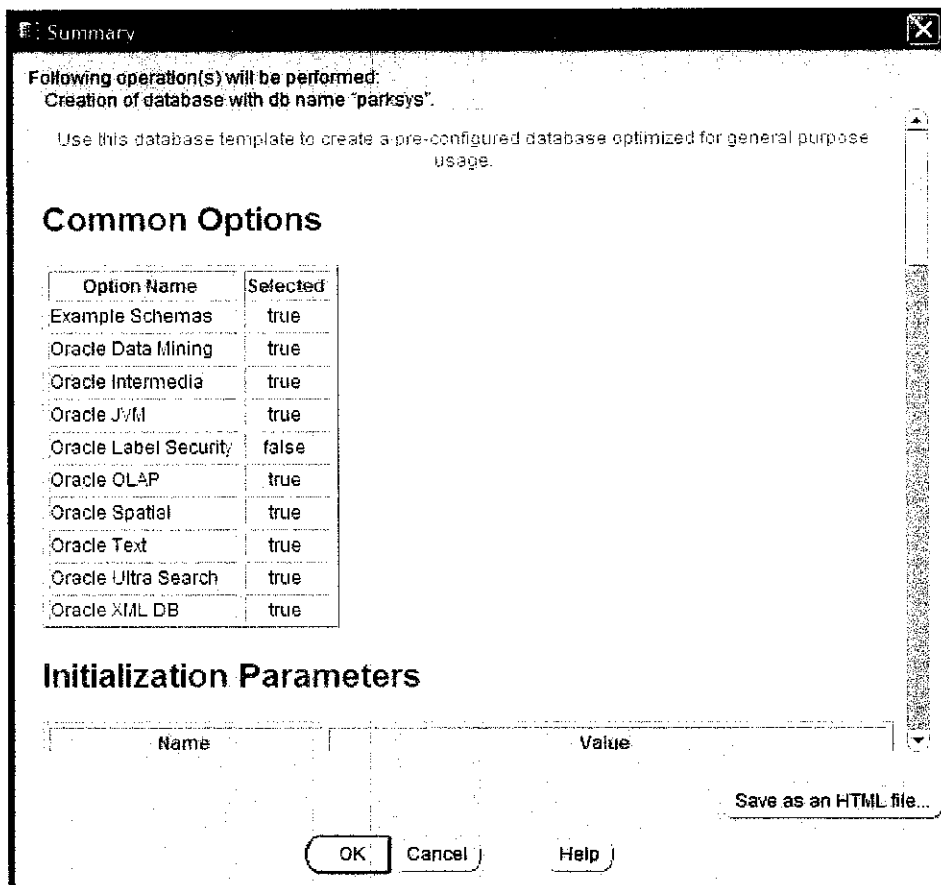 Summary
Following operation(s) will be performed:
Creation of database with db name "parksys".
Use this database template to create a pre-configured database optimized for general purpose
usage.
Common Options
Option Name Selected
Example Schemas true
Oracle Data Mining true
Oracle Intermedia true
Oracle JVM true
Oracle Label Security false
Oracle OLAP true
Oracle Spatial true
Oracle Text true
Oracle Ultra Search true
Oracle XML DB true
Initialization Parameters
Name Value
Save as an HTML file...
OK Cancel Help